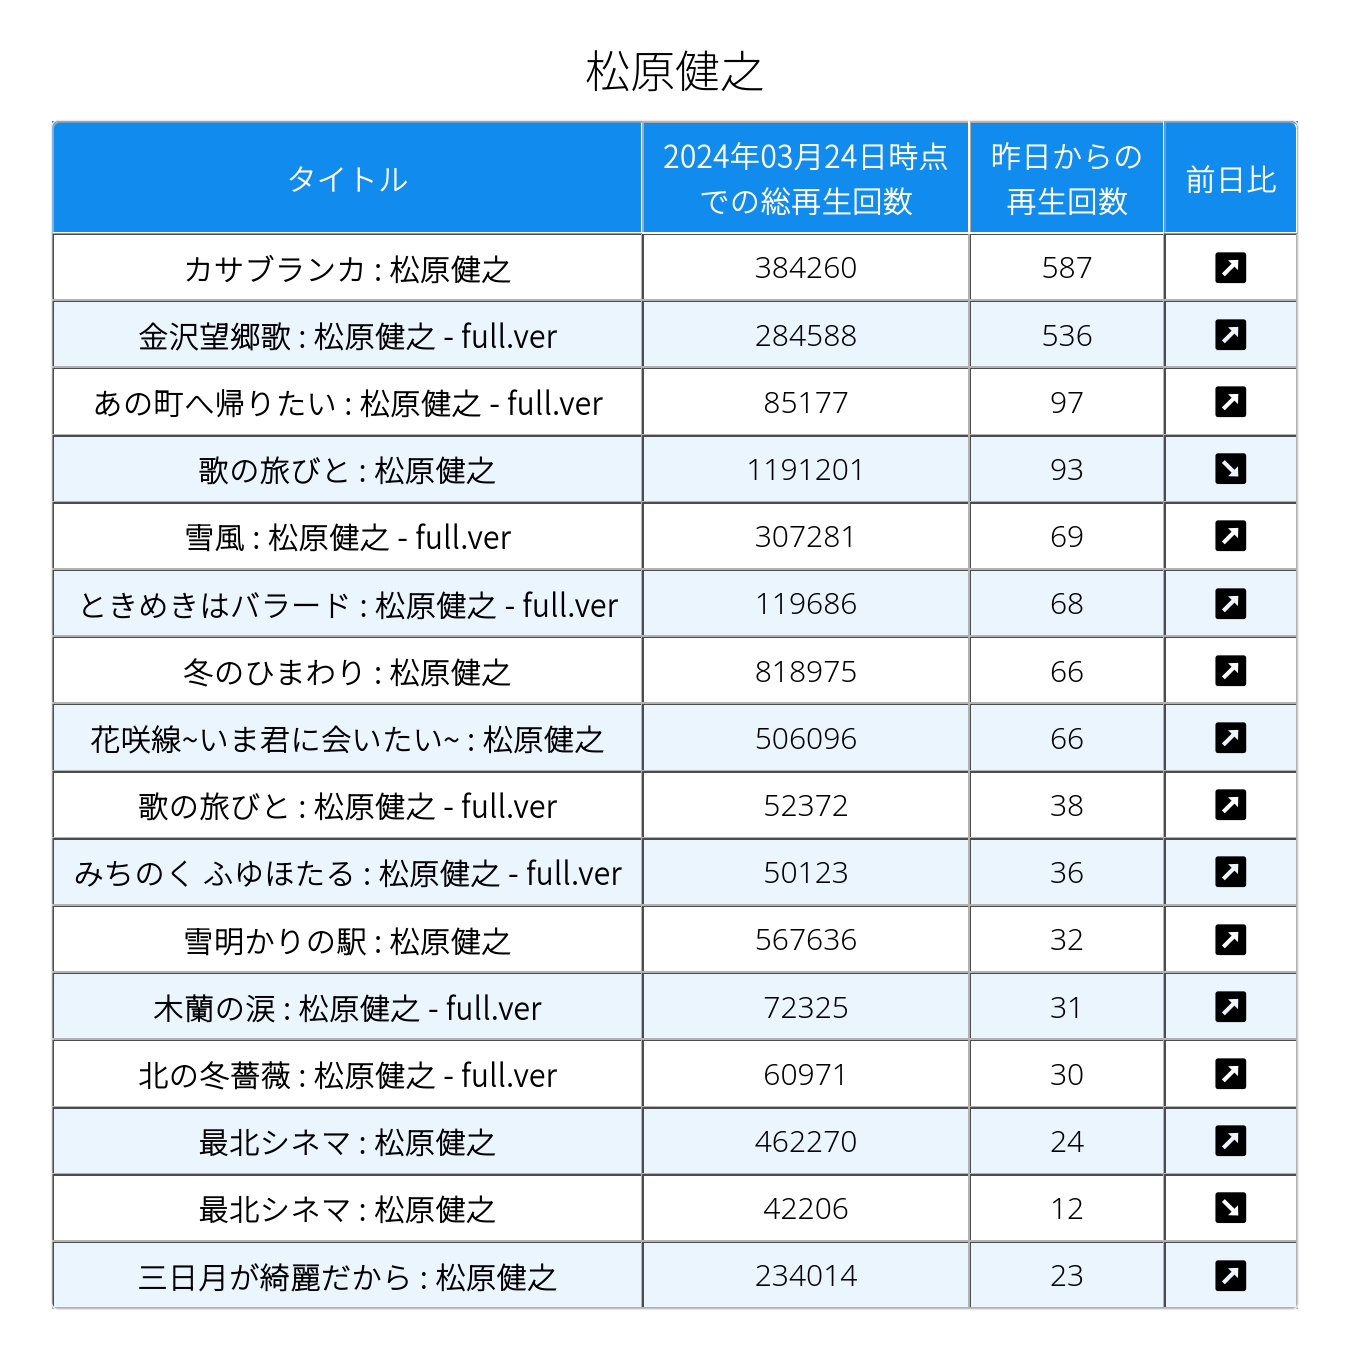 松原健之
タイトル
2024年03月24日時点
での総再生回数
昨日からの
再生回数
前日比
カサブランカ : 松原健之 384260 587 ↗
金沢望郷歌 : 松原健之 - full.ver 284588 536 ↗
あの町へ帰りたい : 松原健之 - full.ver 85177 97 ↗
歌の旅びと : 松原健之 1191201 93 ↘
雪風 : 松原健之 - full.ver 307281 69 ↗
ときめきはバラード : 松原健之 - full.ver 119686 68 ↗
冬のひまわり : 松原健之 818975 66 ↗
花咲線~いま君に会いたい~ : 松原健之 506096 66 ↗
歌の旅びと : 松原健之 - full.ver 52372 38 ↗
みちのく ふゆほたる : 松原健之 - full.ver 50123 36 ↗
雪明かりの駅 : 松原健之 567636 32 ↗
木蘭の涙 : 松原健之 - full.ver 72325 31 ↗
北の冬薔薇 : 松原健之 - full.ver 60971 30 ↗
最北シネマ : 松原健之 462270 24 ↗
最北シネマ : 松原健之 42206 12 ↘
三日月が綺麗だから : 松原健之 234014 23 ↗